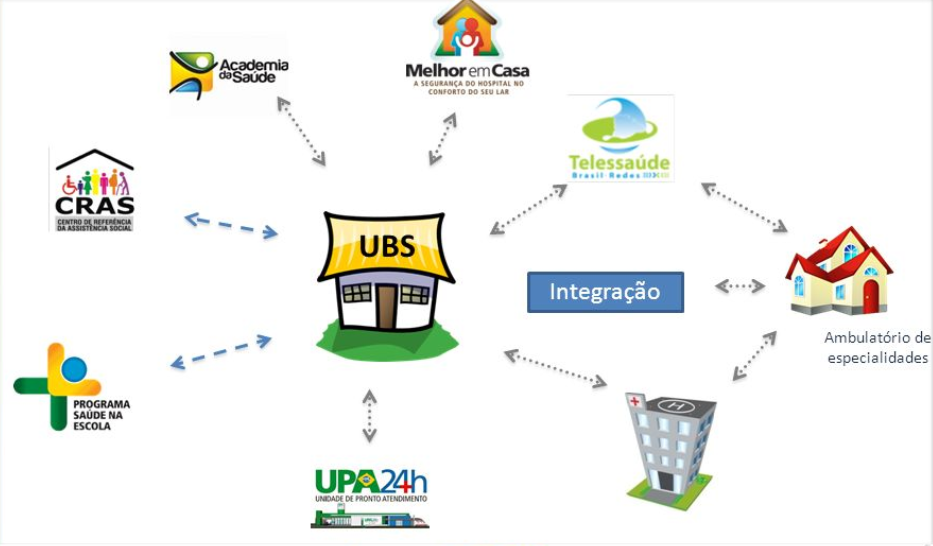 Melhor em Casa
A SEGURANÇA DO HOSPITAL NO
CONFORTO DO SEU LAR
Academia
da Saúde
Telessaúde
Brasil Redes
CRAS
CENTRO DE REFERÊNCIA
DA ASSISTÊNCIA SOCIAL
UBS
Integração
Ambulatório de
especialidades
PROGRAMA
SAÚDE NA
ESCOLA
H
UPA24h
UNIDADE DE PRONTO ATENDIMENTO